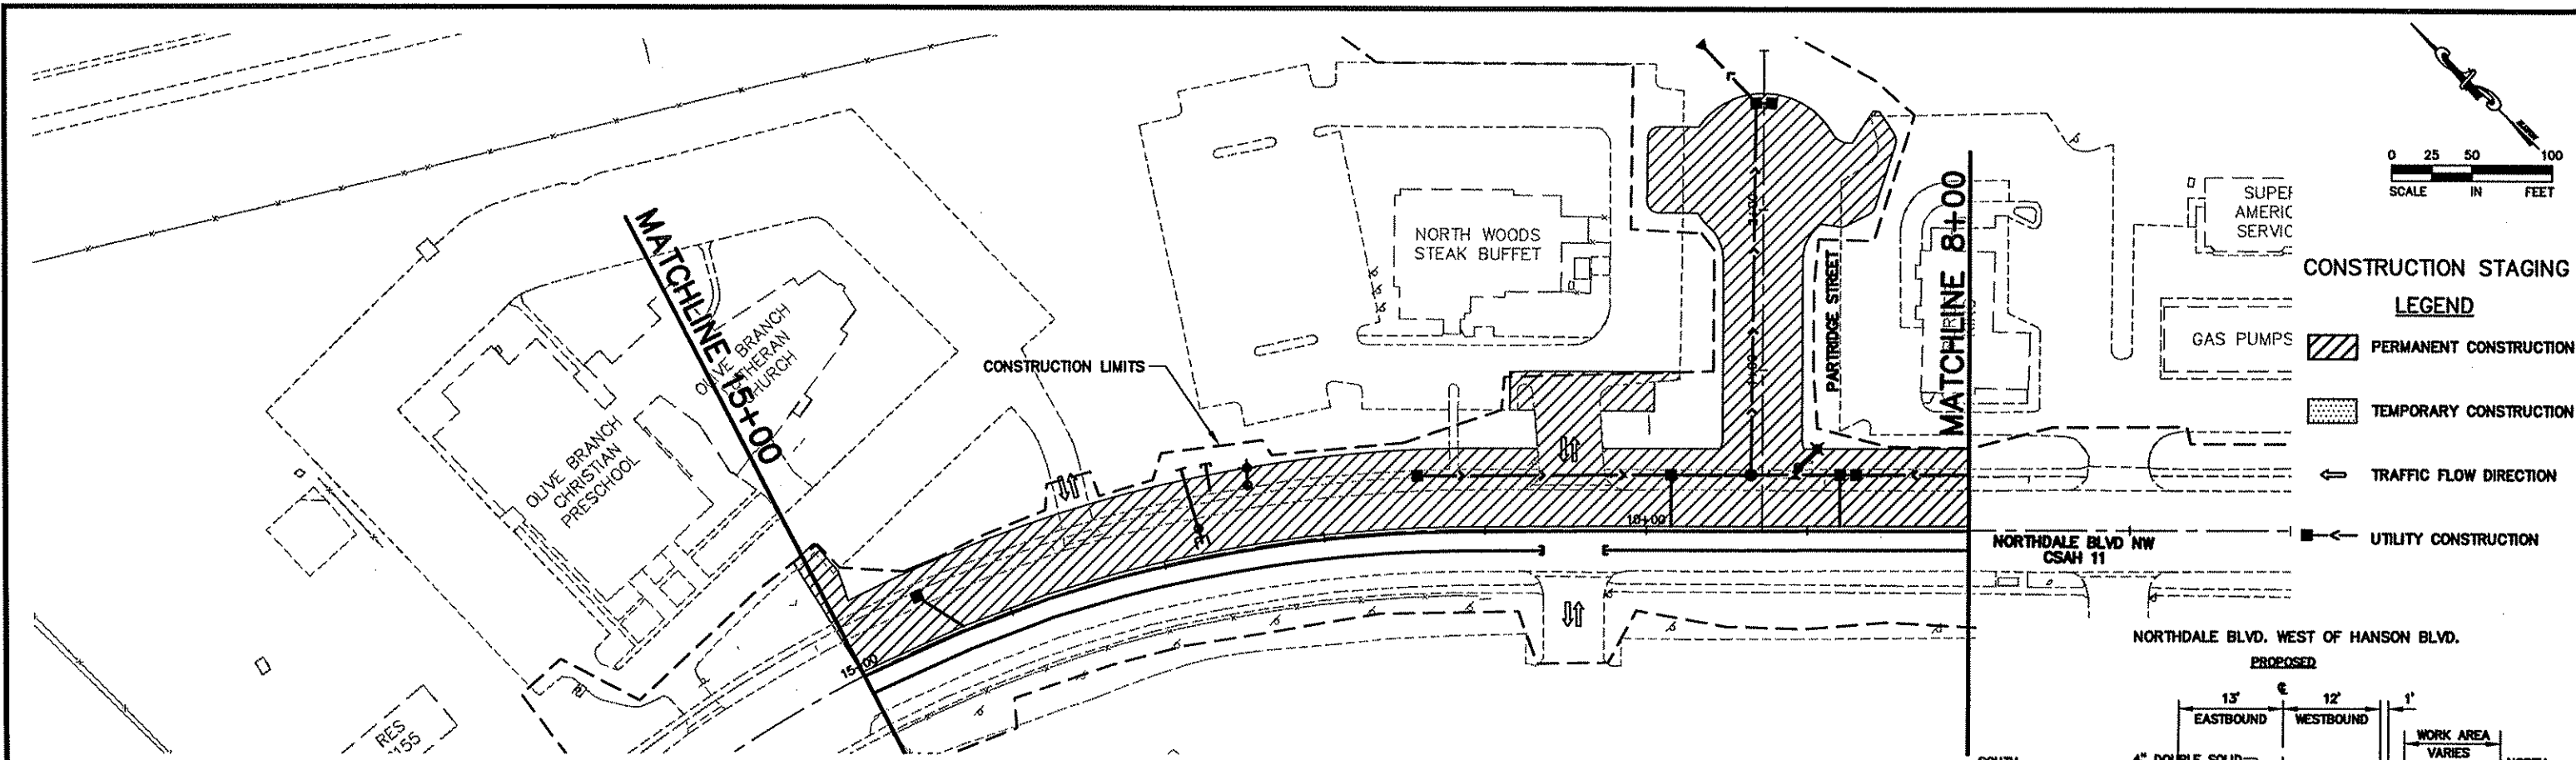 0 25 50 100
SCALE IN FEET
SUPER
AMERIC
SERVIC
CONSTRUCTION STAGING
LEGEND
GAS PUMPS
PERMANENT CONSTRUCTION
TEMPORARY CONSTRUCTION
TRAFFIC FLOW DIRECTION
UTILITY CONSTRUCTION
MATCHLINE 15+00
OLIVE BRANCH
LUTHERAN
CHURCH
OLIVE BRANCH
CHRISTIAN
PRESCHOOL
CONSTRUCTION LIMITS
NORTH WOODS
STEAK BUFFET
PARTRIDGE STREET
MATCHLINE 8+00
10+00
15+00
NORTHDALE BLVD NW
CSAH 11
RES
1155
NORTHDALE BLVD. WEST OF HANSON BLVD.
PROPOSED
13' 12' 1'
EASTBOUND WESTBOUND
WORK AREA
VARIES
SOUTH 4" DOUBLE SOLID NORTH